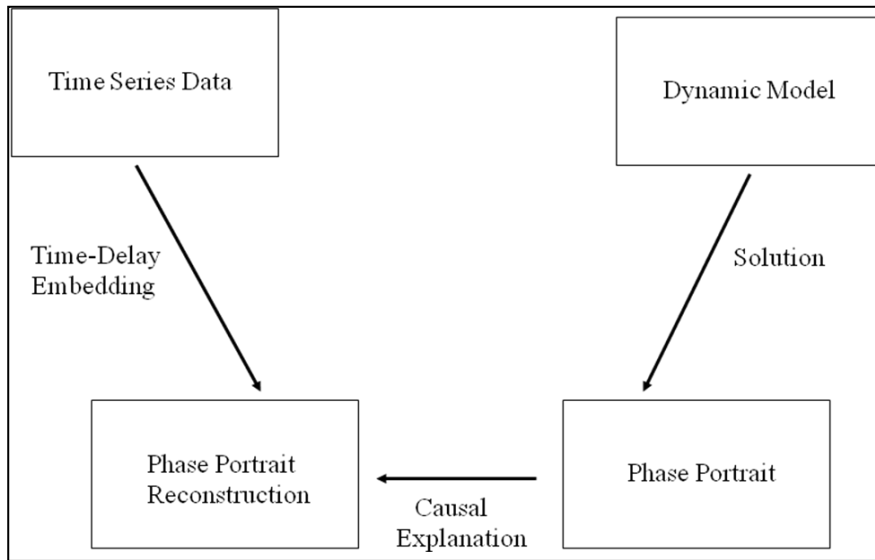 Time Series Data
Dynamic Model
Time-Delay
Embedding
Solution
Phase Portrait
Reconstruction
Phase Portrait
Causal
Explanation